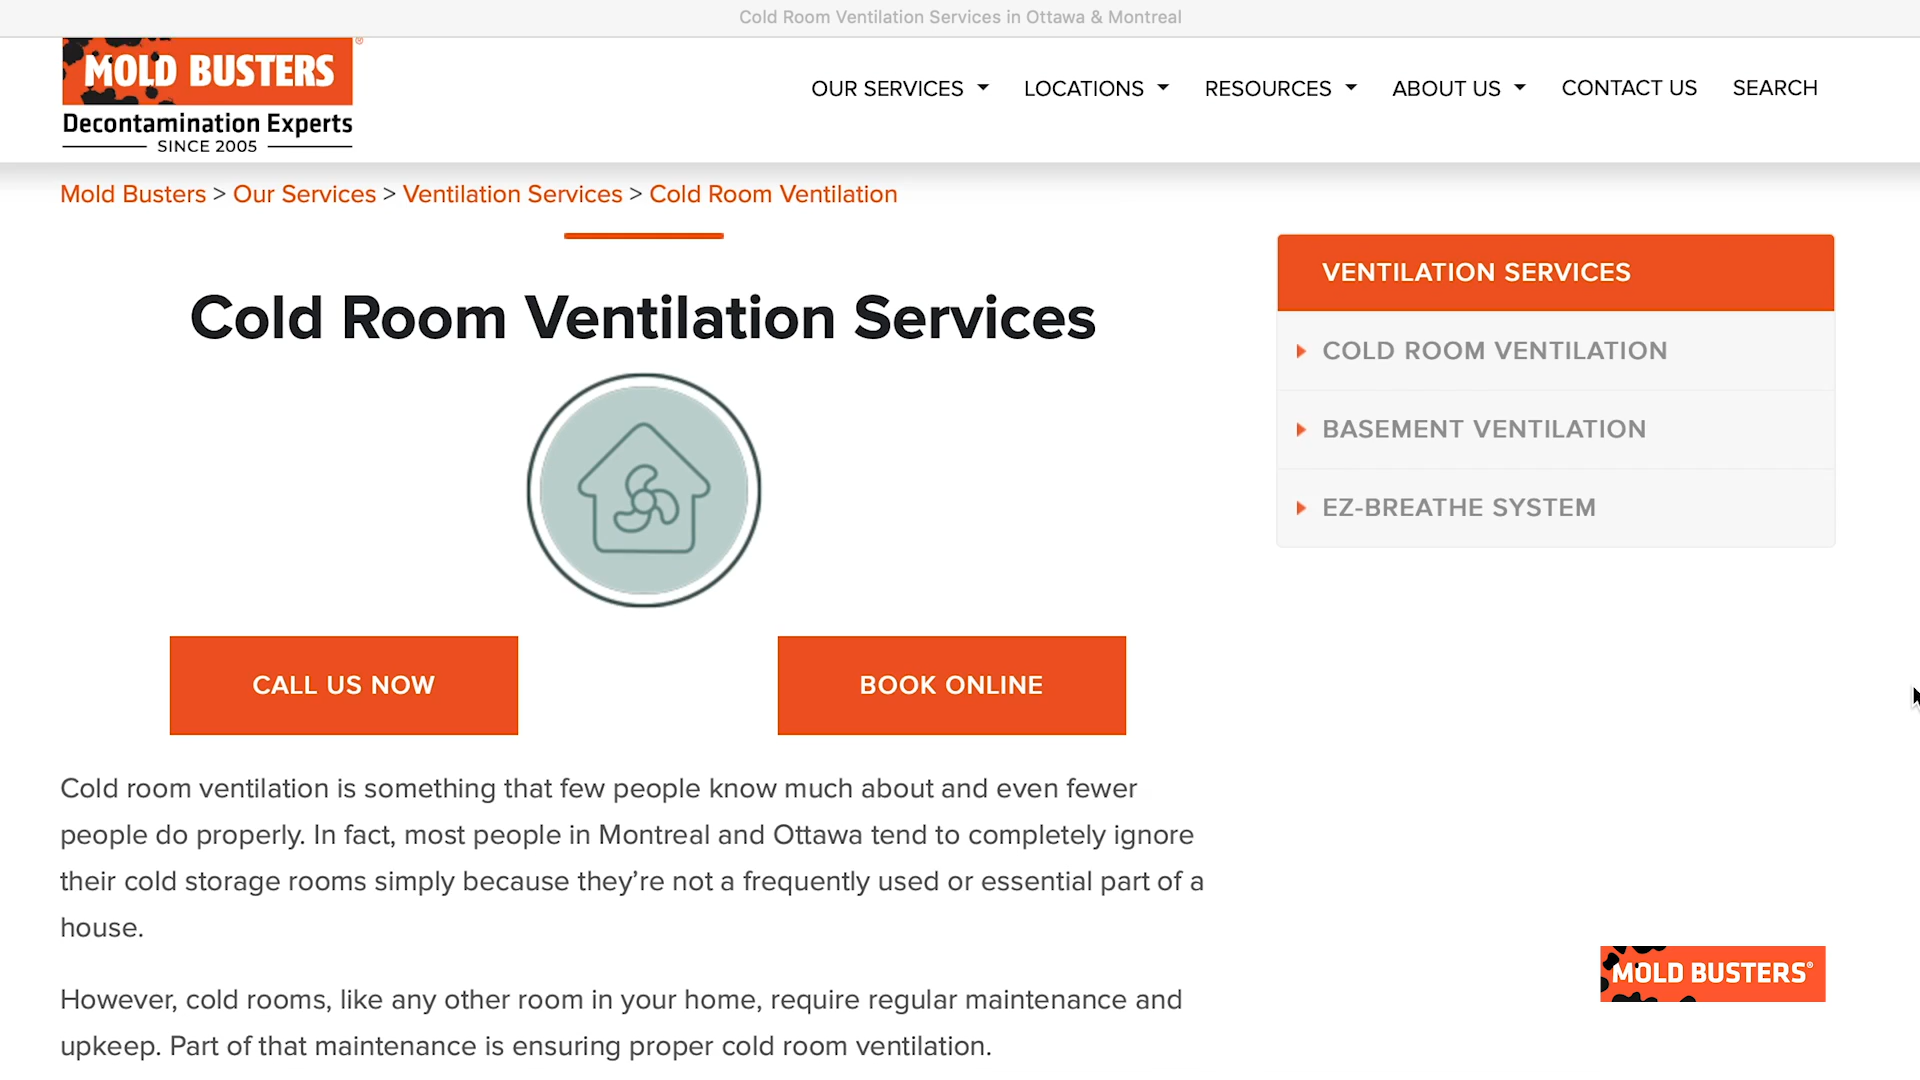 Cold Room Ventilation Services in Ottawa & Montreal
MOLD BUSTERS®
Decontamination Experts
SINCE 2005
OUR SERVICES LOCATIONS RESOURCES ABOUT US CONTACT US SEARCH
Mold Busters > Our Services > Ventilation Services > Cold Room Ventilation
Cold Room Ventilation Services
CALL US NOW
BOOK ONLINE
VENTILATION SERVICES
COLD ROOM VENTILATION
BASEMENT VENTILATION
EZ-BREATHE SYSTEM
Cold room ventilation is something that few people know much about and even fewer
people do properly. In fact, most people in Montreal and Ottawa tend to completely ignore
their cold storage rooms simply because they’re not a frequently used or essential part of a
house.
However, cold rooms, like any other room in your home, require regular maintenance and
upkeep. Part of that maintenance is ensuring proper cold room ventilation.
MOLD BUSTERS®